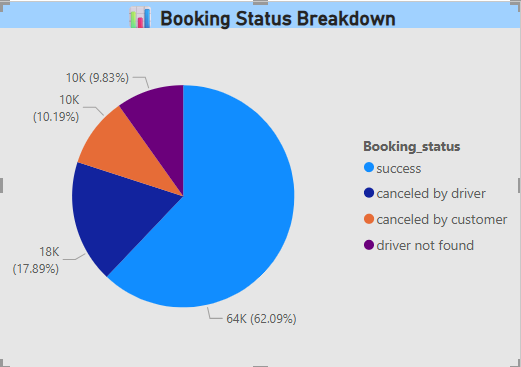 📊 Booking Status Breakdown
10K (9.83%)
10K
(10.19%)
18K
(17.89%)
64K (62.09%)
Booking_status
success
canceled by driver
canceled by customer
driver not found